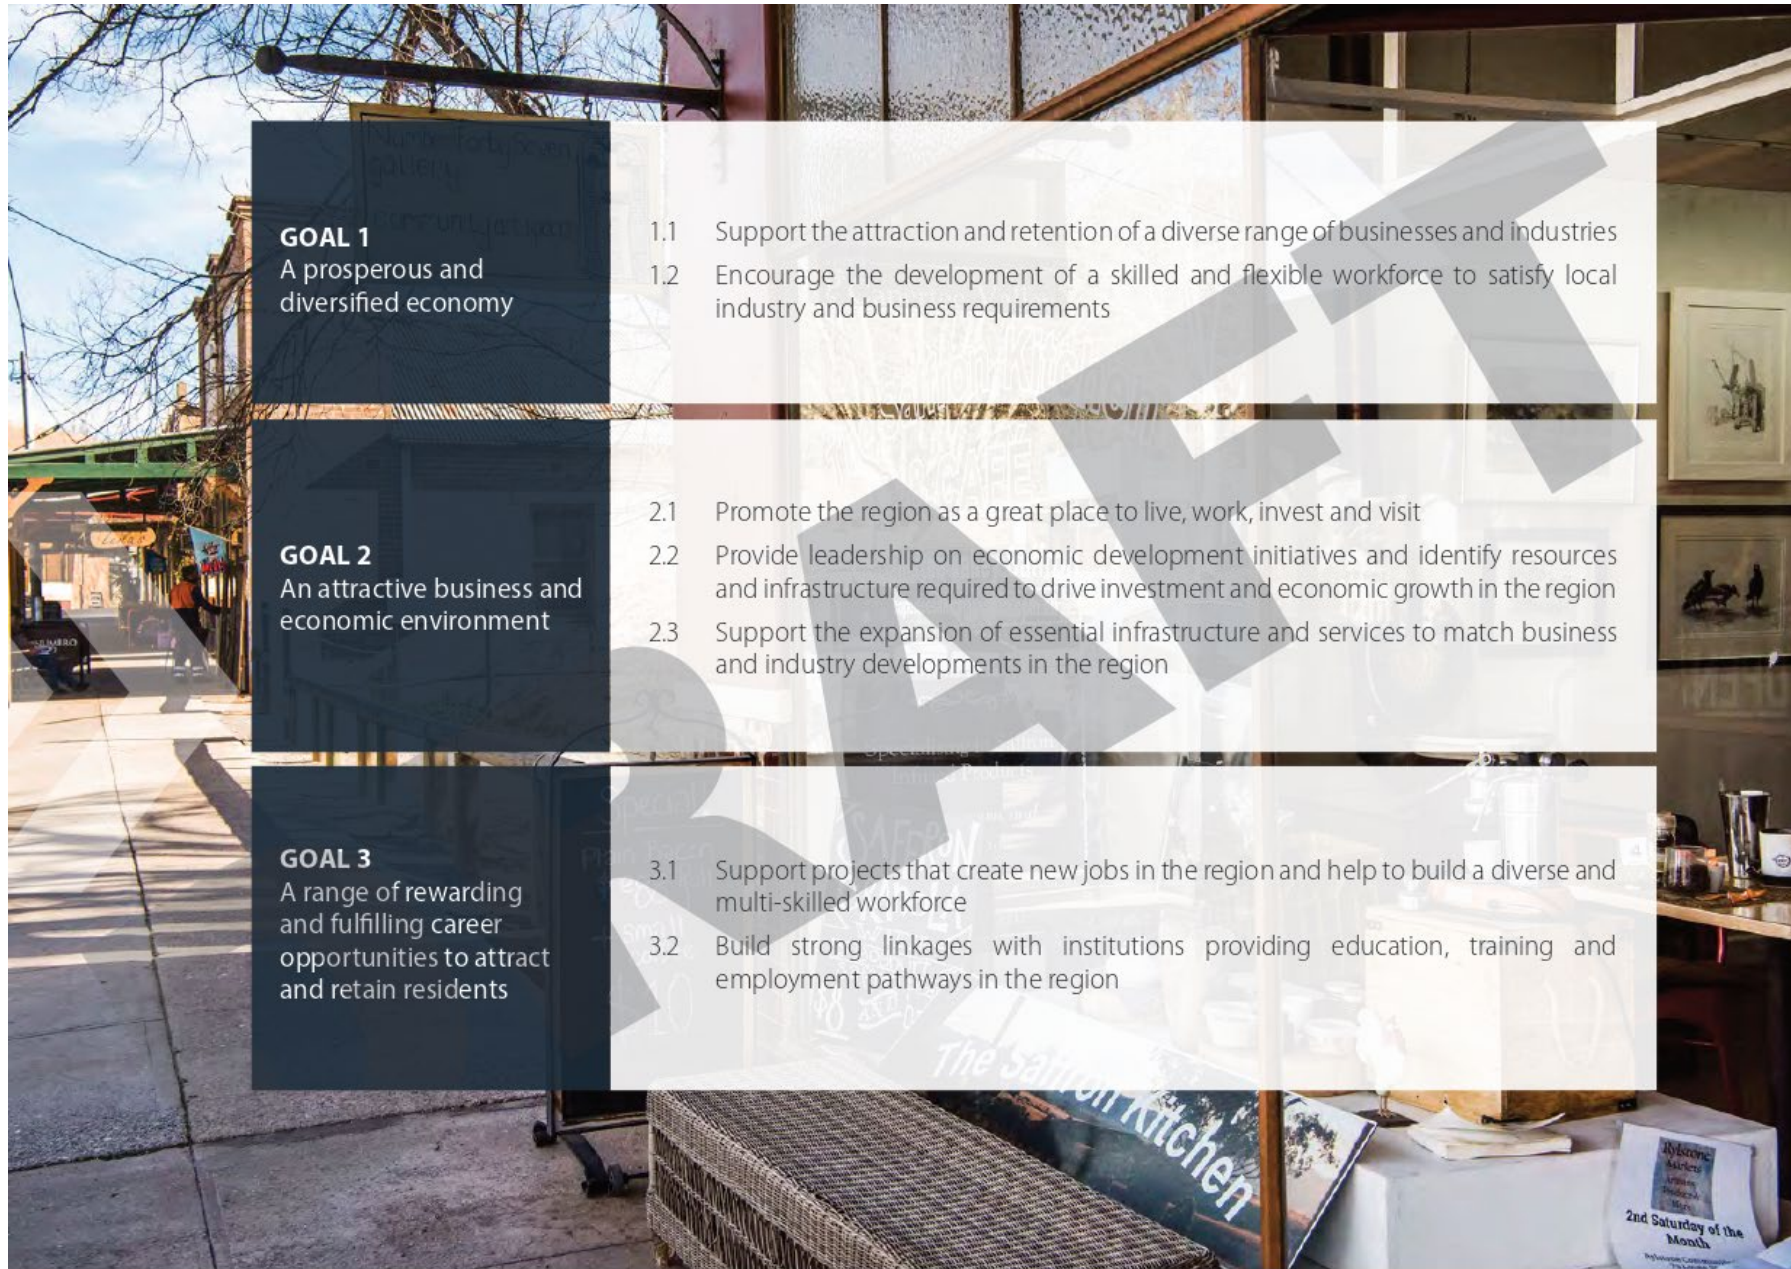 GOAL 1
A prosperous and
diversified economy
1.1 Support the attraction and retention of a diverse range of businesses and industries
1.2 Encourage the development of a skilled and flexible workforce to satisfy local
industry and business requirements
GOAL 2
An attractive business and
economic environment
2.1 Promote the region as a great place to live, work, invest and visit
2.2 Provide leadership on economic development initiatives and identify resources
and infrastructure required to drive investment and economic growth in the region
2.3 Support the expansion of essential infrastructure and services to match business
and industry developments in the region
GOAL 3
A range of rewarding
and fulfilling career
opportunities to attract
and retain residents
3.1 Support projects that create new jobs in the region and help to build a diverse and
multi-skilled workforce
3.2 Build strong linkages with institutions providing education, training and
employment pathways in the region
DRAFT
The Saffron Kitchen
Rylstone
Markets
2nd Saturday of the
Month